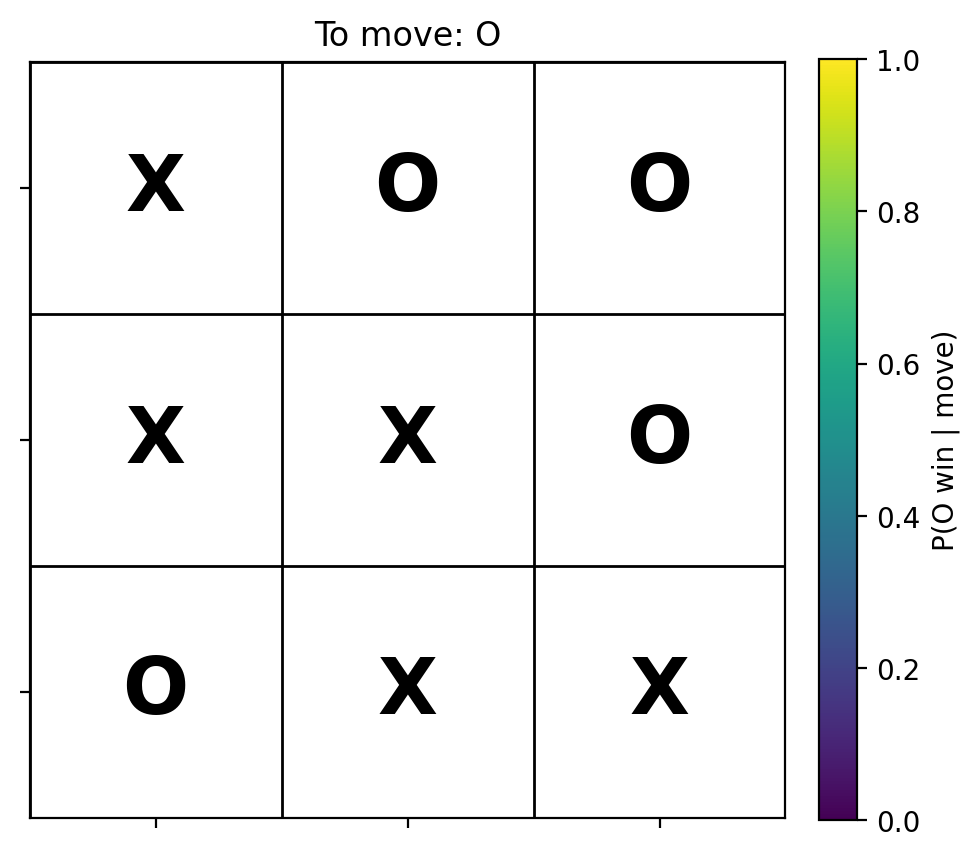 To move: O
X O O
X X O
O X X
1.0
0.8
0.6
0.4
0.2
0.0
P(O win | move)